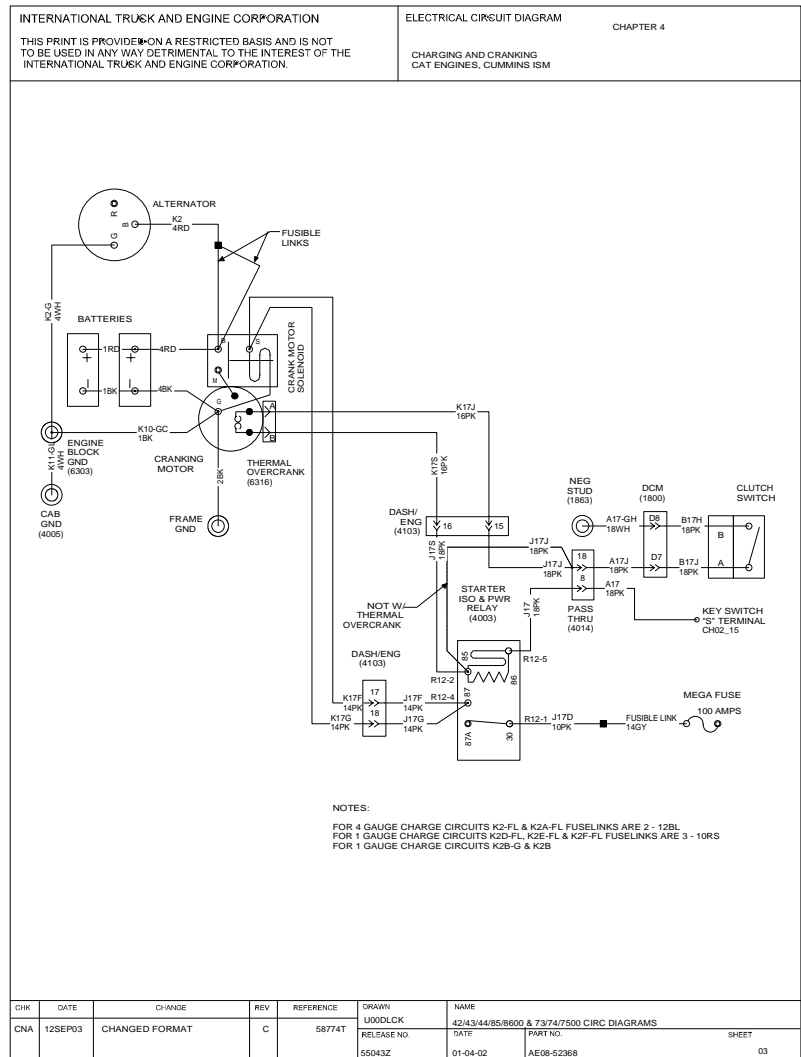 INTERNATIONAL TRUCK AND ENGINE CORPORATION
THIS PRINT IS PROVIDED ON A RESTRICTED BASIS AND IS NOT
TO BE USED IN ANY WAY DETRIMENTAL TO THE INTEREST OF THE
INTERNATIONAL TRUCK AND ENGINE CORPORATION.
ELECTRICAL CIRCUIT DIAGRAM
CHAPTER 4
CHARGING AND CRANKING
CAT ENGINES, CUMMINS ISM
ALTERNATOR
R
B
G
K2
4RD
FUSIBLE
LINKS
K2-G
4WH
BATTERIES
1RD
4RD
+
+
1BK
4BK
B
S
M
G
CRANK MOTOR
SOLENOID
A
B
K10-GC
1BK
ENGINE
BLOCK
GND
(6303)
K11-GL
4WH
CAB
GND
(4005)
CRANKING
MOTOR
2BK
THERMAL
OVERCRANK
(6316)
FRAME
GND
K17J
16PK
K17S
16PK
DASH/
ENG
(4103)
16
15
J17S
18PK
J17J
18PK
J17J
18PK
NEG
STUD
(1863)
DCM
(1800)
CLUTCH
SWITCH
A17-GH
18WH
D8
B17H
18PK
B
18
A17J
18PK
D7
B17J
18PK
A
8
A17
18PK
PASS
THRU
(4014)
KEY SWITCH
"S" TERMINAL
CH02_15
NOT W/
THERMAL
OVERCRANK
STARTER
ISO & PWR
RELAY
(4003)
J17
18PK
85
86
R12-5
R12-2
DASH/ENG
(4103)
K17F
14PK
17
J17F
14PK
R12-4
87
K17G
14PK
18
J17G
14PK
87A
30
R12-1
J17D
10PK
FUSIBLE LINK
14GY
MEGA FUSE
100 AMPS
NOTES:
FOR 4 GAUGE CHARGE CIRCUITS K2-FL & K2A-FL FUSELINKS ARE 2 - 12BL
FOR 1 GAUGE CHARGE CIRCUITS K2D-FL, K2E-FL & K2F-FL FUSELINKS ARE 3 - 10RS
FOR 1 GAUGE CHARGE CIRCUITS K2B-G & K2B
CHK DATE CHANGE REV REFERENCE
CNA 12SEP03 CHANGED FORMAT C 58774T
DRAWN
U00DLCK
NAME
42/43/44/85/8600 & 73/74/7500 CIRC DIAGRAMS
RELEASE NO.
55043Z
DATE
01-04-02
PART NO.
AE08-52368
SHEET
03